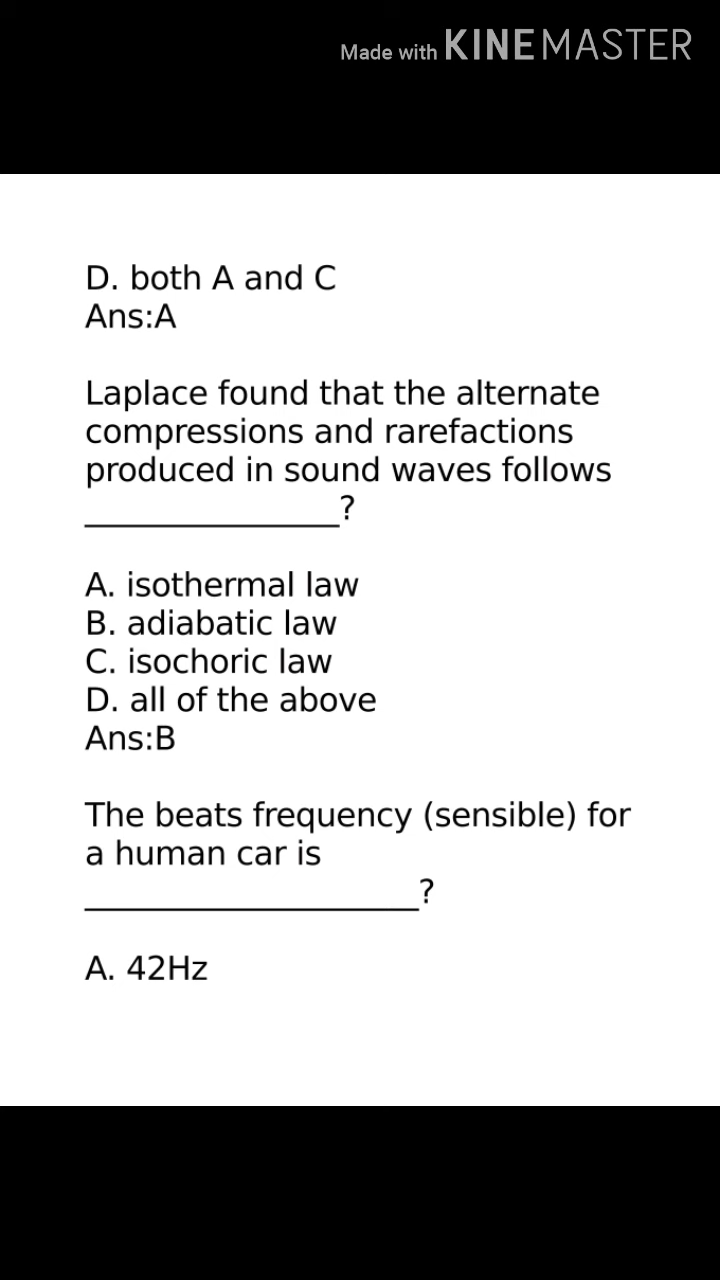 Made with KINEMASTER
D. both A and C
Ans:A
Laplace found that the alternate
compressions and rarefactions
produced in sound waves follows
_______________?
A. isothermal law
B. adiabatic law
C. isochoric law
D. all of the above
Ans:B
The beats frequency (sensible) for
a human car is
____________________?
A. 42Hz